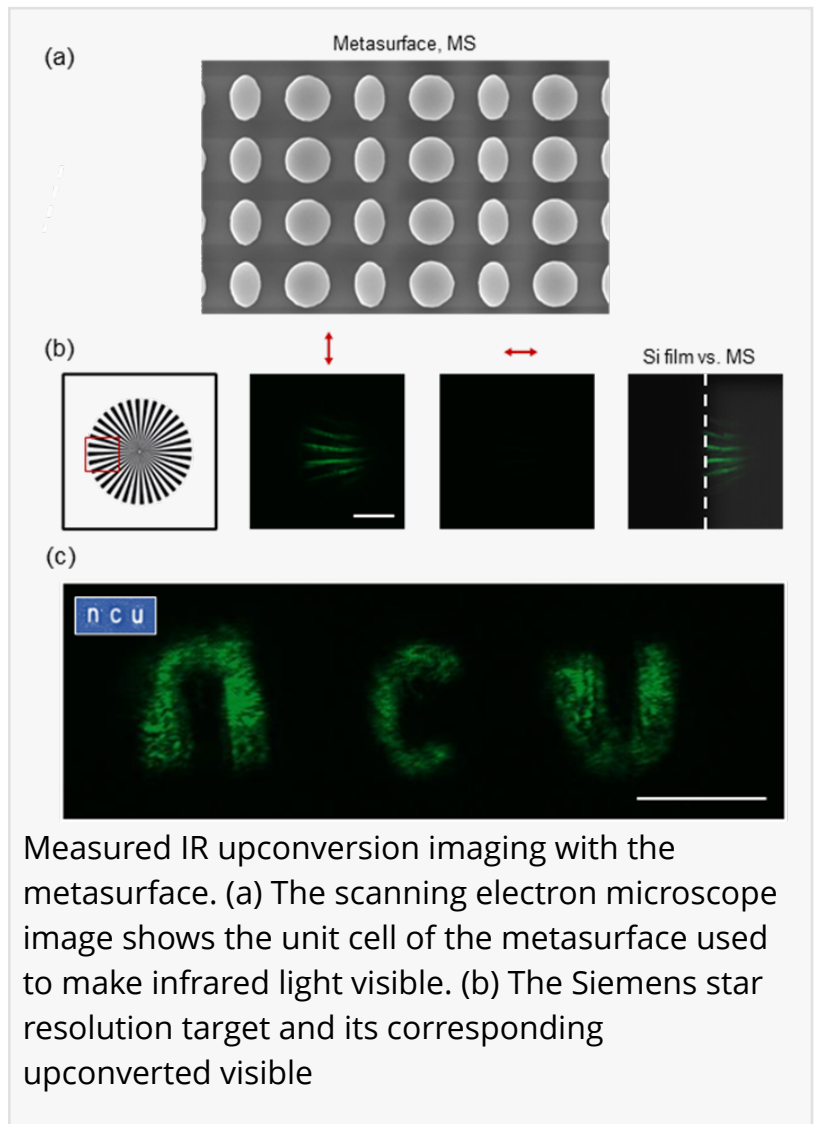 (a)
Metasurface, MS
(b)
Si film vs. MS
(c)
n c u
n c u
Measured IR upconversion imaging with the
metasurface. (a) The scanning electron microscope
image shows the unit cell of the metasurface used
to make infrared light visible. (b) The Siemens star
resolution target and its corresponding
upconverted visible